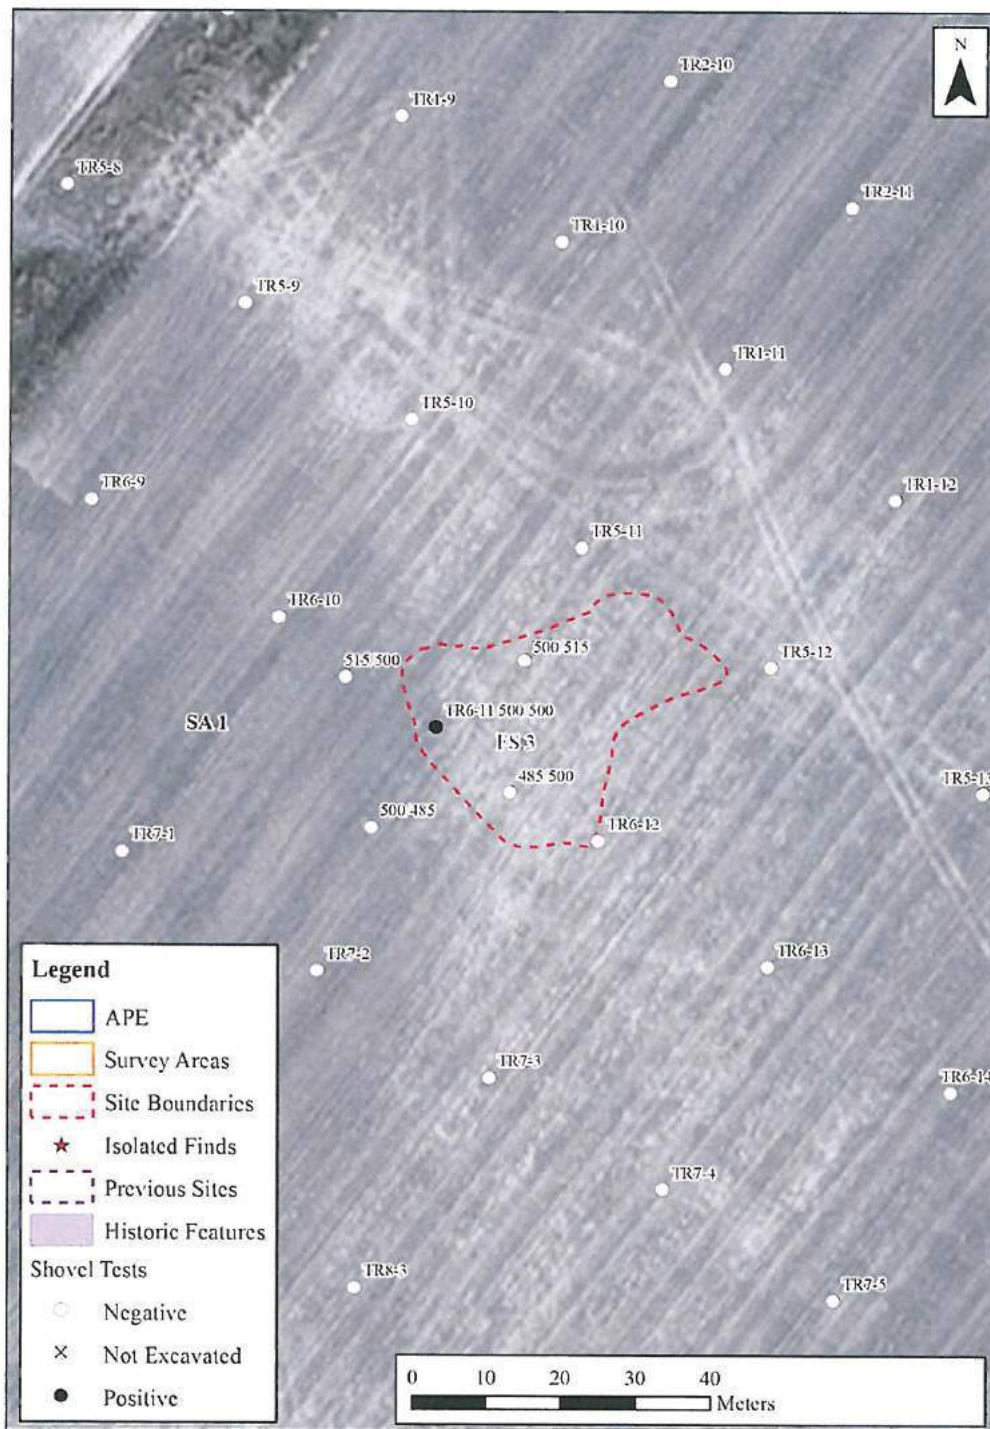 N
TR2-10
TR1-9
TR5-8
TR2-11
TR1-10
TR5-9
TR1-11
TR5-10
TR6-9
TR1-12
TR5-11
TR6-10
500 515
TR5-12
515 500
SA 1
TR6-11 500 500
FS 3
485 500
TR5-13
500 485
TR6-12
TR7-1
TR7-2
TR6-13
TR7-3
TR6-14
TR7-4
TR8-3
TR7-5
Legend
APE
Survey Areas
Site Boundaries
Isolated Finds
Previous Sites
Historic Features
Shovel Tests
Negative
Not Excavated
Positive
0 10 20 30 40
Meters